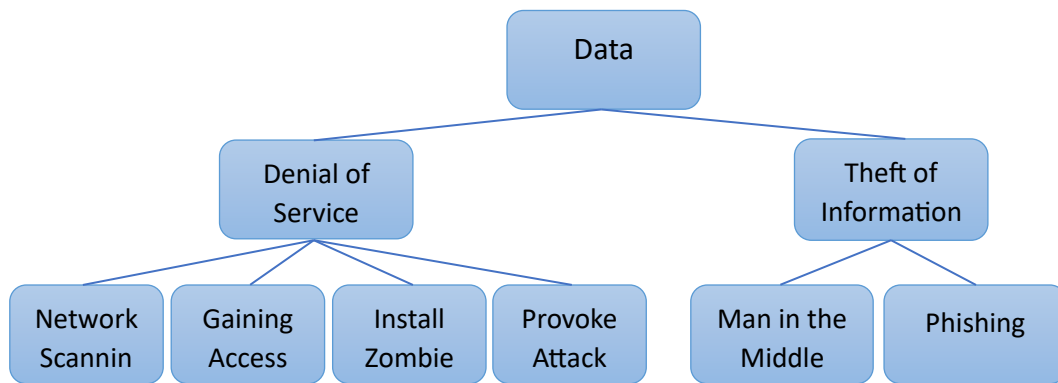 Data
Denial of
Service
Theft of
Information
Network
Scannin
Gaining
Access
Install
Zombie
Provoke
Attack
Man in the
Middle
Phishing